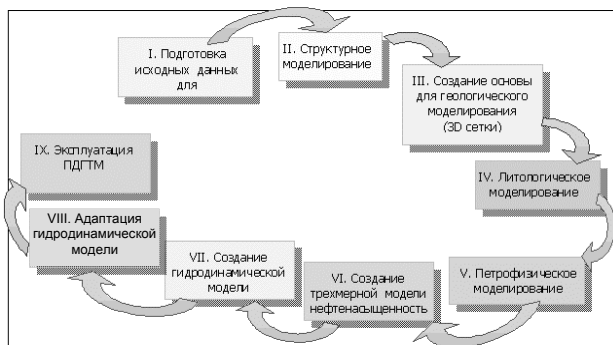 I. Подготовка
исходных данных
для
II. Структурное
моделирование
III. Создание основы
для геологического
моделирования
(3D сетки)
IV. Литологическое
моделирование
V. Петрофизическое
моделирование
VI. Создание
трехмерной модели
нефтенасыщенность
VII. Создание
гидродинамической
модели
VIII. Адаптация
гидродинамической
модели
IX. Эксплуатация
ПДГТМ